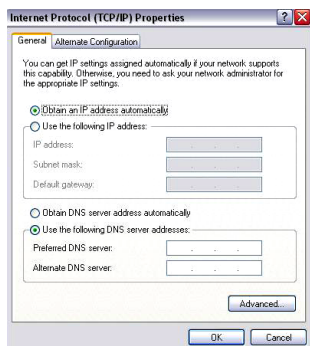 Internet Protocol (TCP/IP) Properties
General
Alternate Configuration
You can get IP settings assigned automatically if your network supports
this capability. Otherwise, you need to ask your network administrator for
the appropriate IP settings.
Obtain an IP address automatically
Use the following IP address:
IP address:
Subnet mask:
Default gateway:
Obtain DNS server address automatically
Use the following DNS server addresses:
Preferred DNS server:
Alternate DNS server:
Advanced...
OK
Cancel